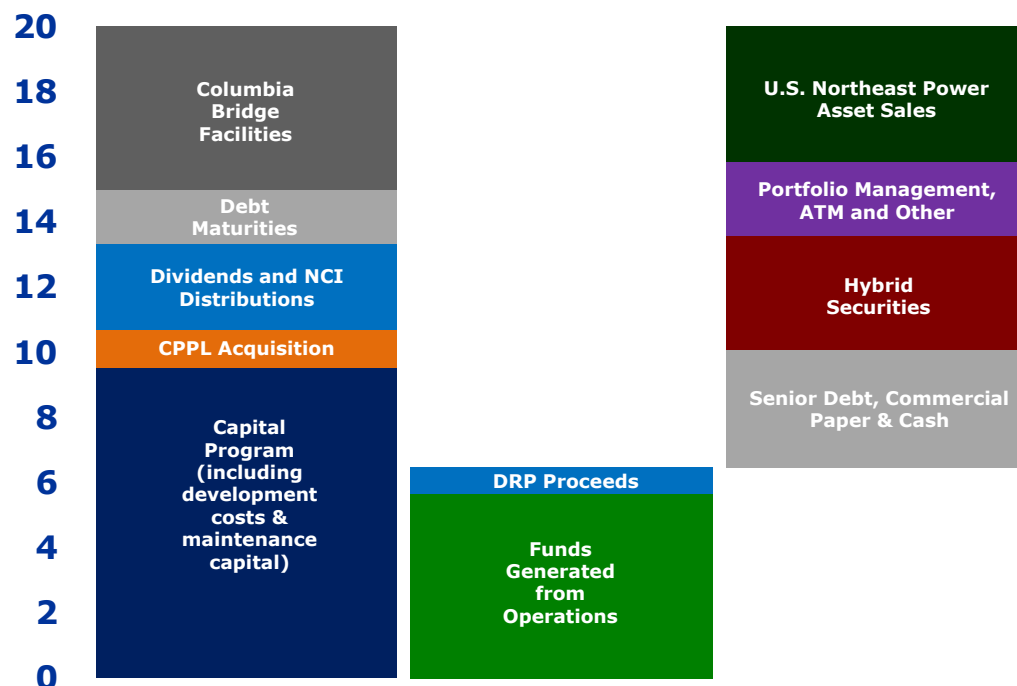 20
18
16
14
12
10
8
6
4
2
0
Columbia
Bridge
Facilities
Debt
Maturities
Dividends and NCI
Distributions
CPPL Acquisition
Capital
Program
(including
development
costs &
maintenance
capital)
DRP Proceeds
Funds
Generated
from
Operations
U.S. Northeast Power
Asset Sales
Portfolio Management,
ATM and Other
Hybrid
Securities
Senior Debt, Commercial
Paper & Cash